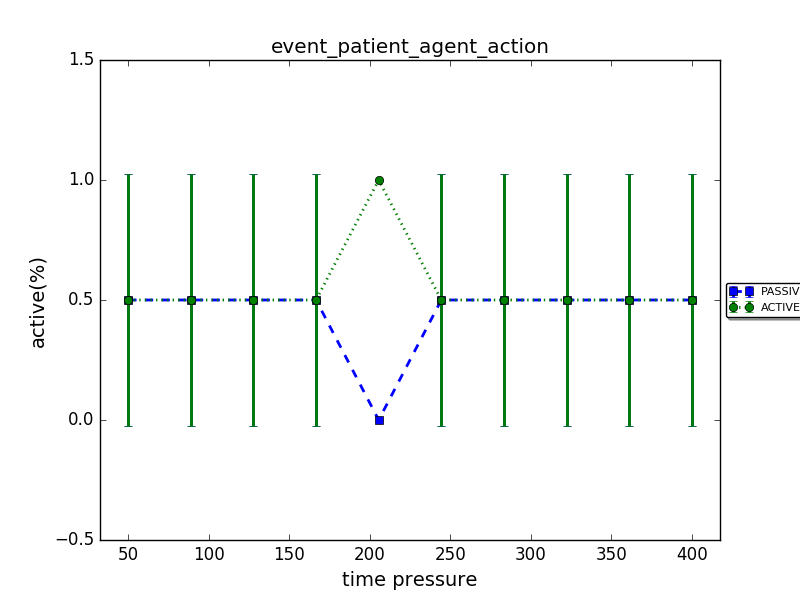 event_patient_agent_action
1.5
1.0
0.5
0.0
−0.5
active(%)
50 100 150 200 250 300 350 400
time pressure
PASSIV
ACTIVE